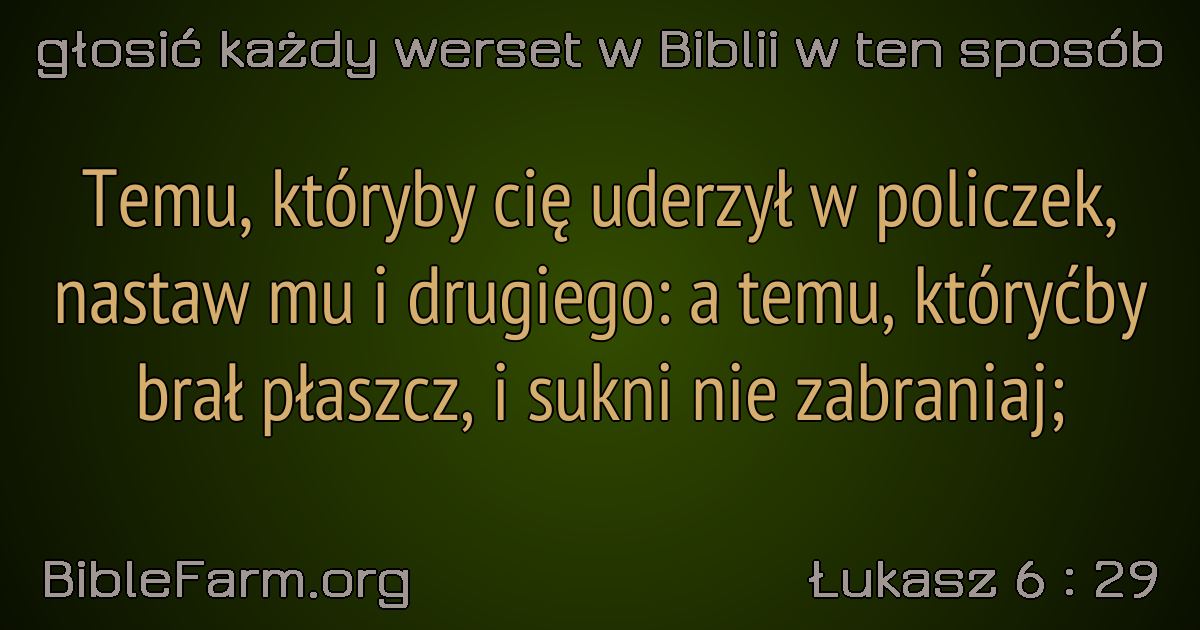 głosić każdy werset w Biblii w ten sposób
Temu, któryby cię uderzył w policzek,
nastaw mu i drugiego: a temu, któryćby
brał płaszcz, i sukni nie zabraniaj;
BibleFarm.org
Łukasz 6 : 29